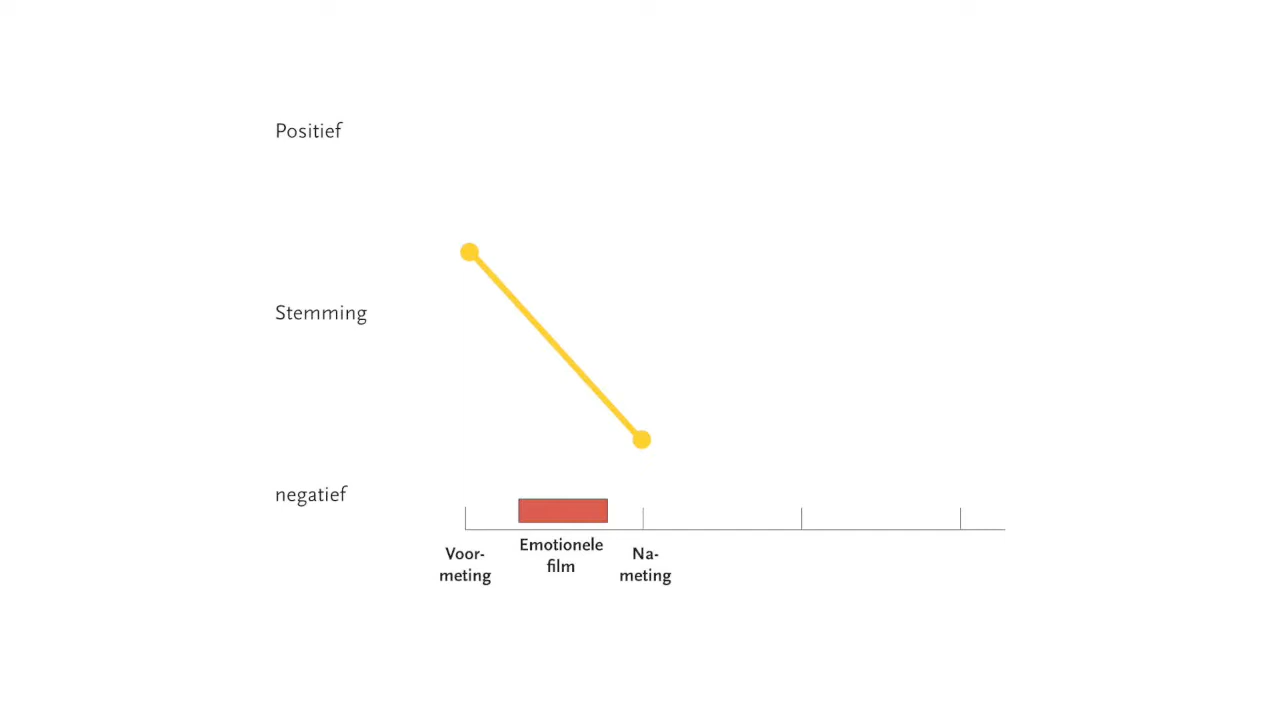 Positief
Stemming
negatief
Voor-
meting
Emotionele
film
Na-
meting